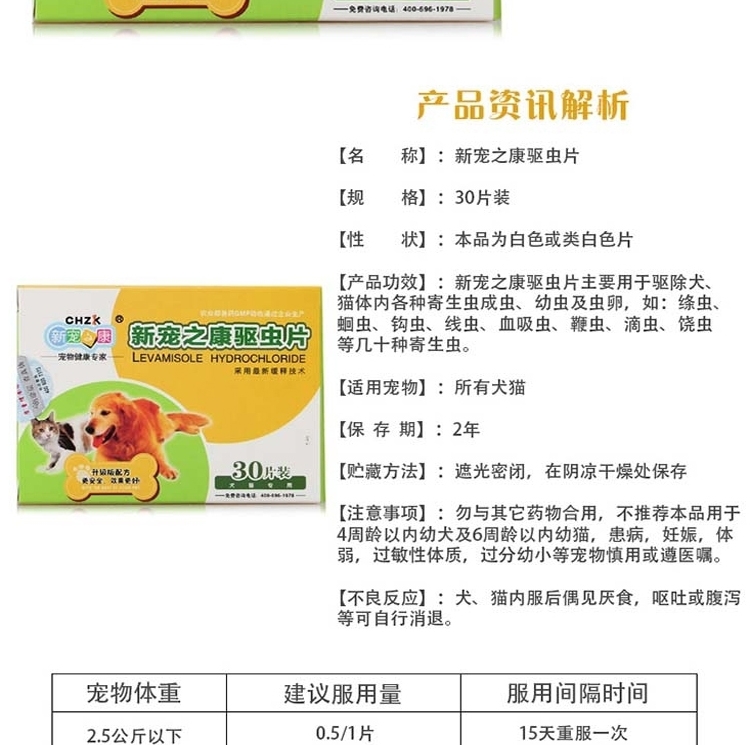 免费咨询电话：400-696-1978
产品资讯解析
【名 称】：新宠之康驱虫片
【规 格】：30片装
【性 状】：本品为白色或类白色片
【产品功效】：新宠之康驱虫片主要用于驱除犬、
猫体内各种寄生虫成虫、幼虫及虫卵，如：绦虫、
蛔虫、钩虫、线虫、血吸虫、鞭虫、滴虫、饶虫
等几十种寄生虫。
【适用宠物】：所有犬猫
【保 存 期】：2年
【贮藏方法】：遮光密闭，在阴凉干燥处保存
【注意事项】：勿与其它药物合用，不推荐本品用于
4周龄以内幼犬及6周龄以内幼猫，患病，妊娠，体
弱，过敏性体质，过分幼小等宠物慎用或遵医嘱。
【不良反应】：犬、猫内服后偶见厌食，呕吐或腹泻
等可自行消退。
CHZK ®
新宠之康
宠物健康专家
新宠之康驱虫片
LEVAMISOLE HYDROCHLORIDE
采用最新缓释技术
升级版配方
更安全，效果更好!
30片装
犬猫专用
免费咨询电话：400-696-1978
宠物体重 建议服用量 服用间隔时间
2.5公斤以下 0.5/1片 15天重服一次